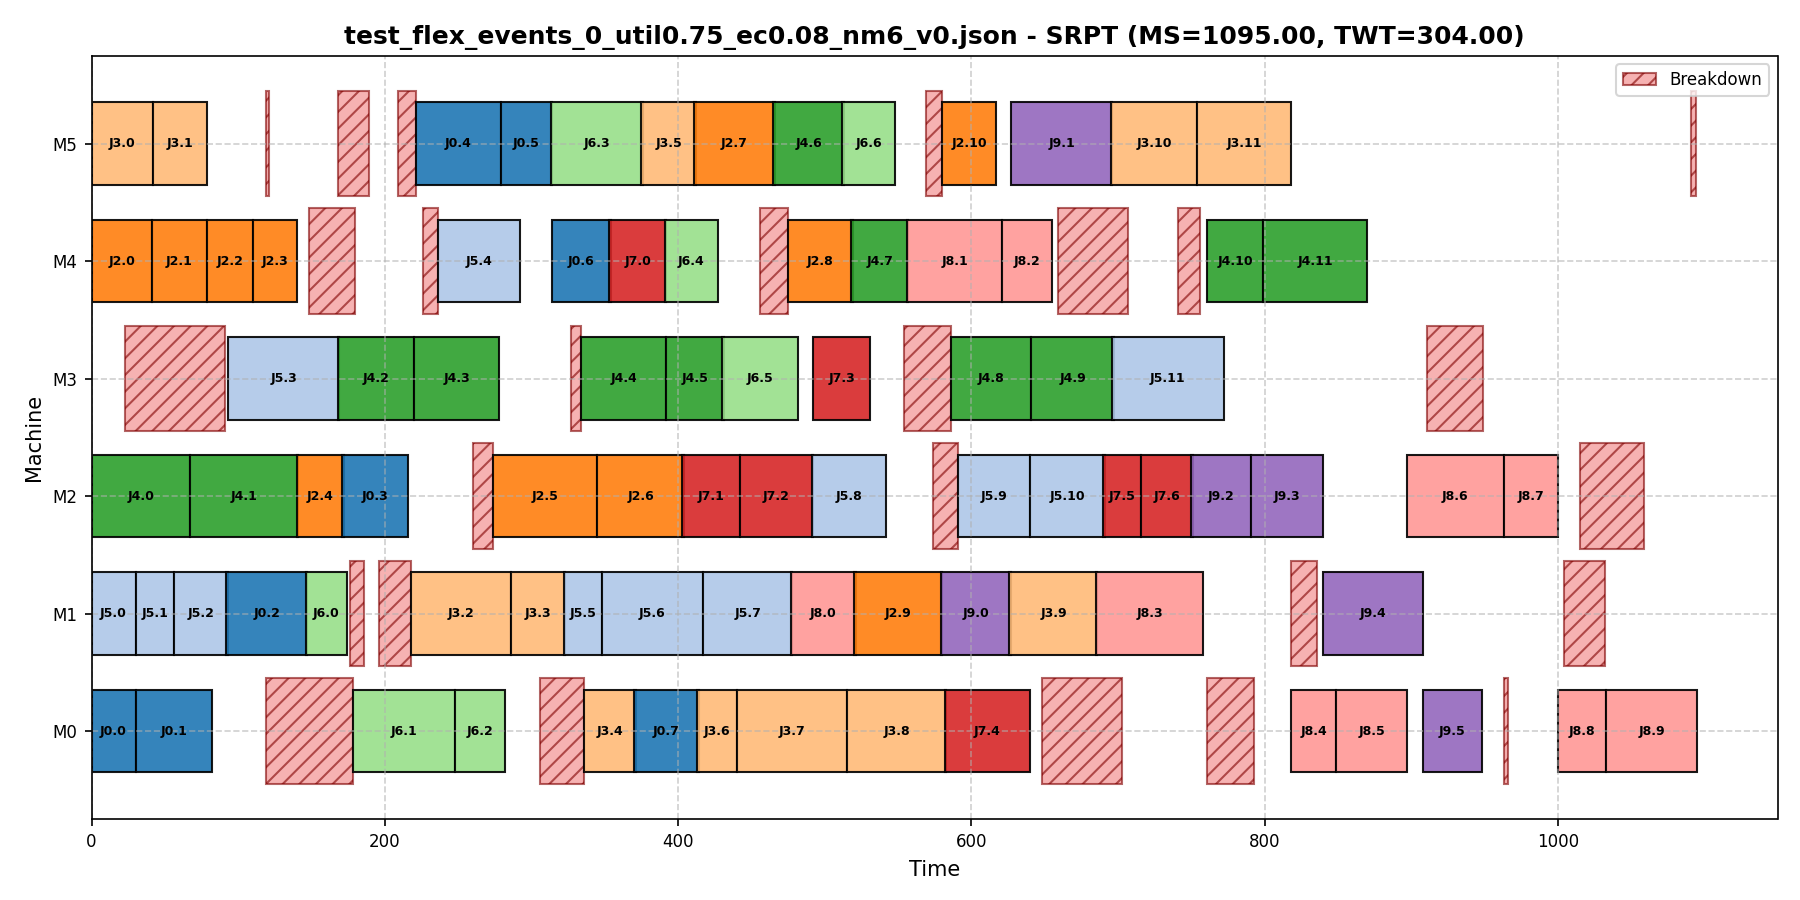 test_flex_events_0_util0.75_ec0.08_nm6_v0.json - SRPT (MS=1095.00, TWT=304.00)
Breakdown
M5
J3.0 J3.1 J0.4 J0.5 J6.3 J3.5 J2.7 J4.6 J6.6 J2.10 J9.1 J3.10 J3.11
M4
J2.0 J2.1 J2.2 J2.3 J5.4 J0.6 J7.0 J6.4 J2.8 J4.7 J8.1 J8.2 J4.10 J4.11
M3
J5.3 J4.2 J4.3 J4.4 J4.5 J6.5 J7.3 J4.8 J4.9 J5.11
M2
J4.0 J4.1 J2.4 J0.3 J2.5 J2.6 J7.1 J7.2 J5.8 J5.9 J5.10 J7.5 J7.6 J9.2 J9.3 J8.6 J8.7
M1
J5.0 J5.1 J5.2 J0.2 J6.0 J3.2 J3.3 J5.5 J5.6 J5.7 J8.0 J2.9 J9.0 J3.9 J8.3 J9.4
M0
J0.0 J0.1 J6.1 J6.2 J3.4 J0.7 J3.6 J3.7 J3.8 J7.4 J8.4 J8.5 J9.5 J8.8 J8.9
Machine
0 200 400 600 800 1000
Time